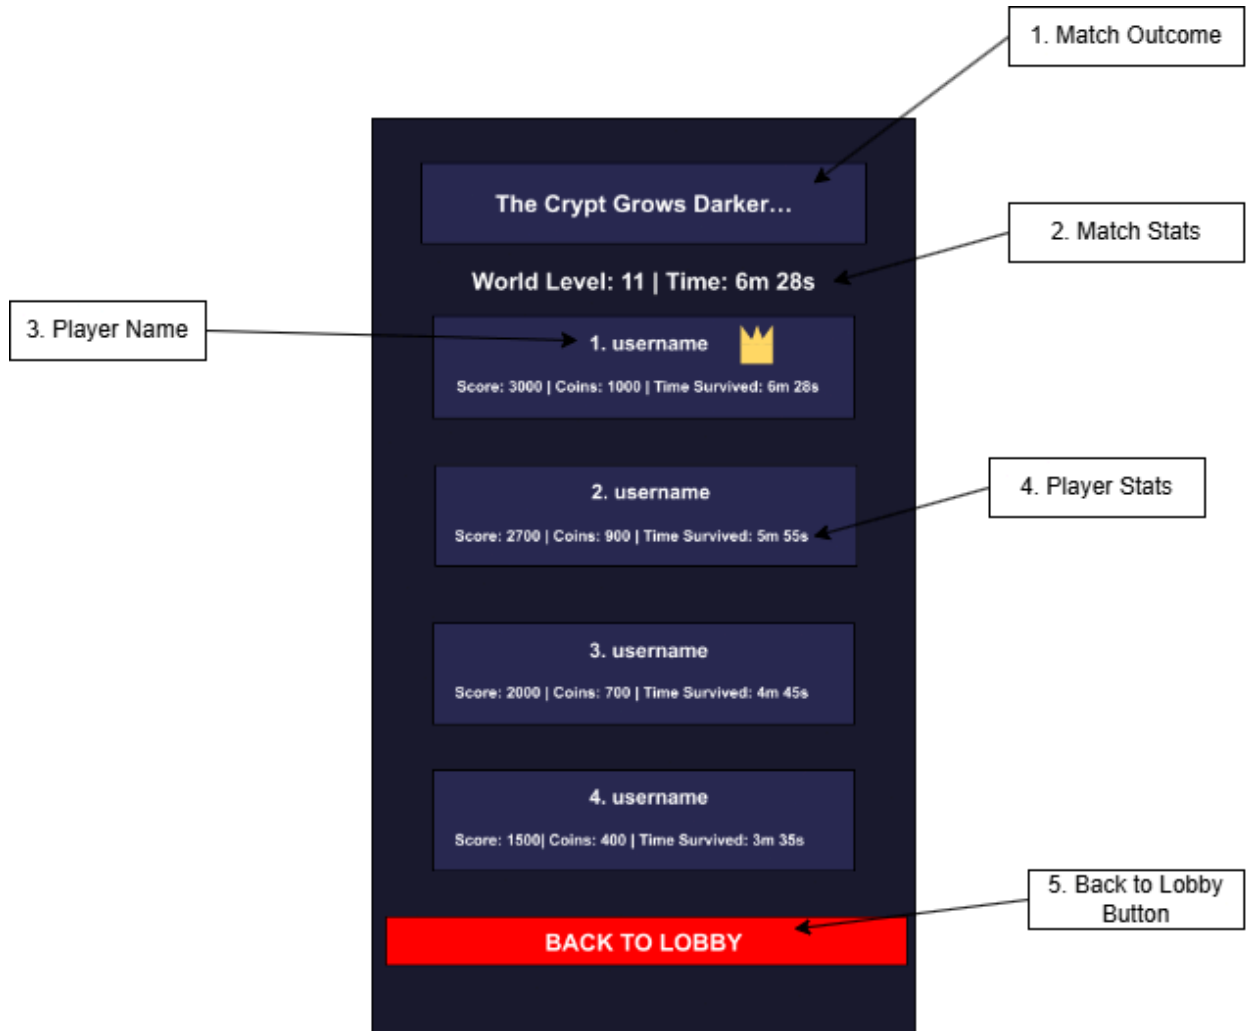 1. Match Outcome
The Crypt Grows Darker...
2. Match Stats
World Level: 11 | Time: 6m 28s
3. Player Name
1. username
Score: 3000 | Coins: 1000 | Time Survived: 6m 28s
4. Player Stats
2. username
Score: 2700 | Coins: 900 | Time Survived: 5m 55s
3. username
Score: 2000 | Coins: 700 | Time Survived: 4m 45s
4. username
Score: 1500| Coins: 400 | Time Survived: 3m 35s
5. Back to Lobby
Button
BACK TO LOBBY